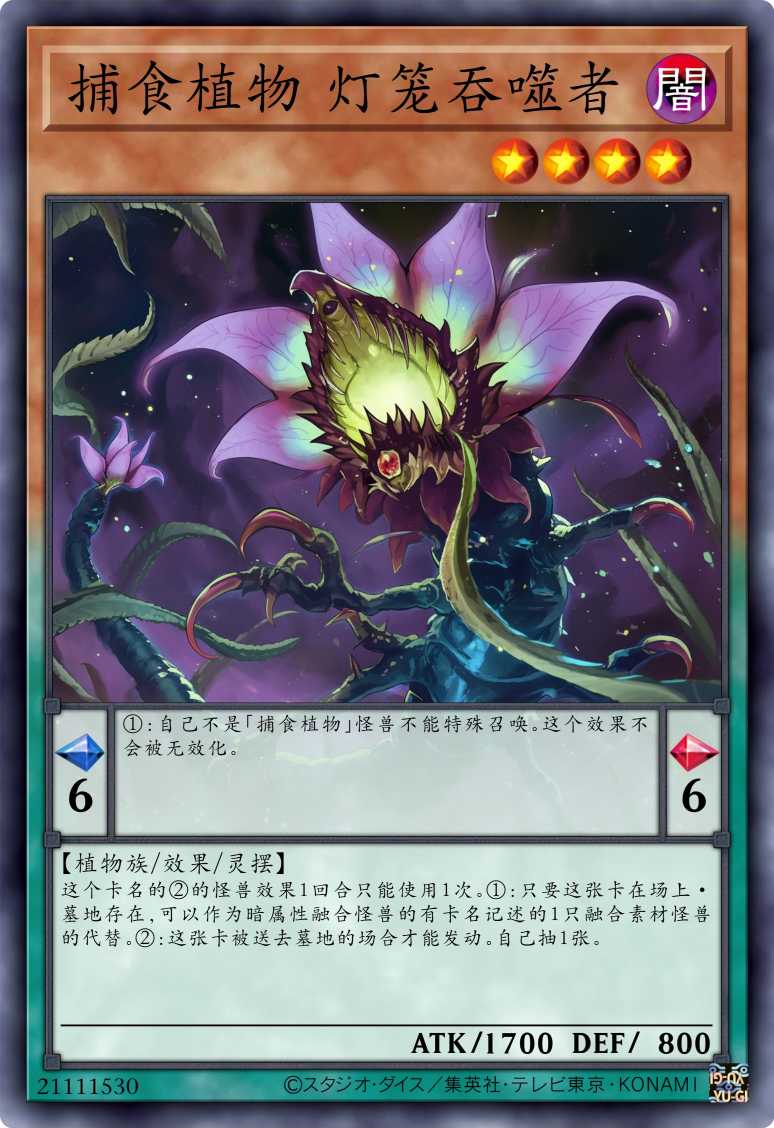 捕食植物 灯笼吞噬者
闇
①:自己不是「捕食植物」怪兽不能特殊召唤。这个效果不
会被无效化。
6
6
【植物族/效果/灵摆】
这个卡名的②的怪兽效果1回合只能使用1次。①:只要这张卡在场上·
墓地存在,可以作为暗属性融合怪兽的有卡名记述的1只融合素材怪兽
的代替。②:这张卡被送去墓地的场合才能发动。自己抽1张。
ATK/1700 DEF/ 800
21111530
©スタジオ・ダイス／集英社・テレビ東京・KONAMI
YU-GI